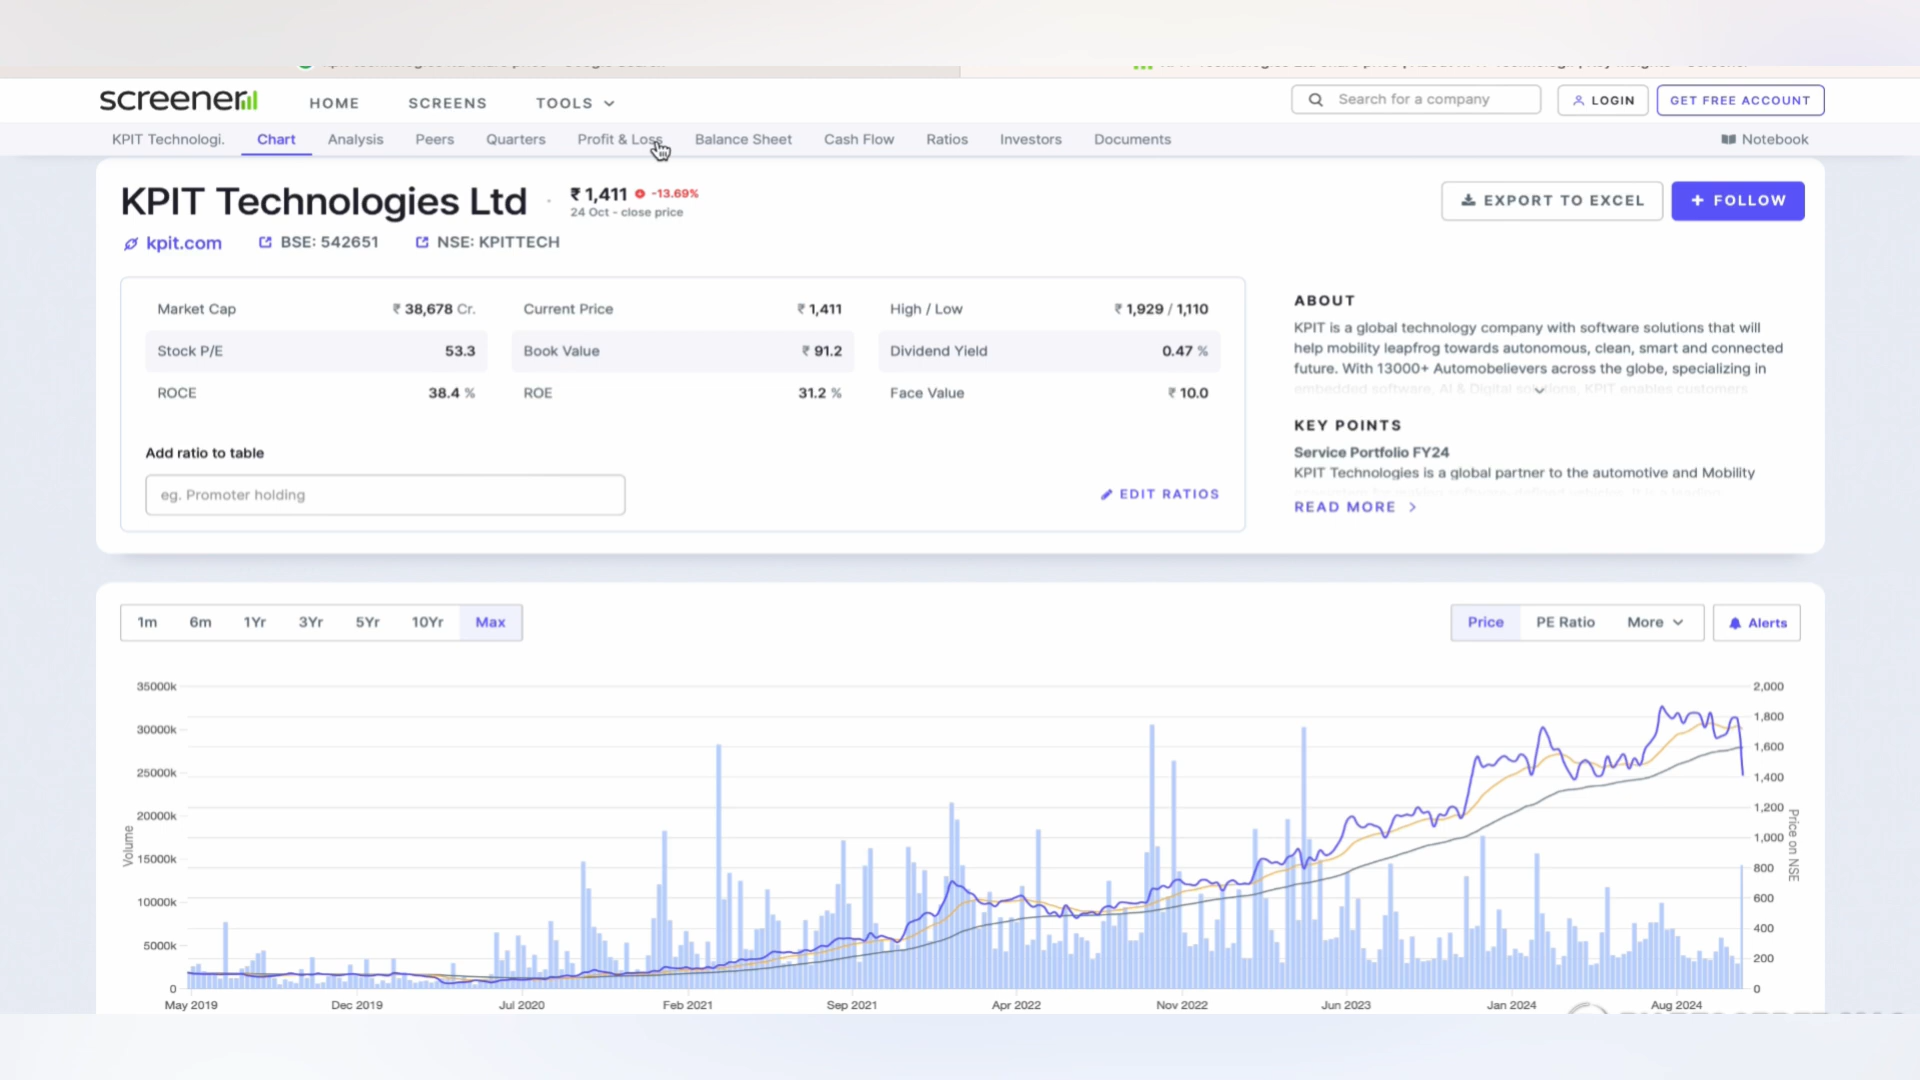 screener
HOME
SCREENS
TOOLS
Search for a company
LOGIN
GET FREE ACCOUNT
KPIT Technologi.
Chart
Analysis
Peers
Quarters
Profit & Loss
Balance Sheet
Cash Flow
Ratios
Investors
Documents
Notebook
KPIT Technologies Ltd
₹ 1,411 -13.69%
24 Oct - close price
EXPORT TO EXCEL
+ FOLLOW
kpit.com
BSE: 542651
NSE: KPITTECH
Market Cap ₹ 38,678 Cr.
Current Price ₹ 1,411
High / Low ₹ 1,929 / 1,110
Stock P/E 53.3
Book Value ₹ 91.2
Dividend Yield 0.47 %
ROCE 38.4 %
ROE 31.2 %
Face Value ₹ 10.0
Add ratio to table
eg. Promoter holding
EDIT RATIOS
ABOUT
KPIT is a global technology company with software solutions that will
help mobility leapfrog towards autonomous, clean, smart and connected
future. With 13000+ Automobelievers across the globe, specializing in
embedded software, AI & Digital solutions, KPIT enables customers
KEY POINTS
Service Portfolio FY24
KPIT Technologies is a global partner to the automotive and Mobility
READ MORE
1m
6m
1Yr
3Yr
5Yr
10Yr
Max
Price
PE Ratio
More
Alerts
35000k
30000k
25000k
20000k
15000k
10000k
5000k
0
Volume
2,000
1,800
1,600
1,400
1,200
1,000
800
600
400
200
0
Price on NSE
May 2019
Dec 2019
Jul 2020
Feb 2021
Sep 2021
Apr 2022
Nov 2022
Jun 2023
Jan 2024
Aug 2024